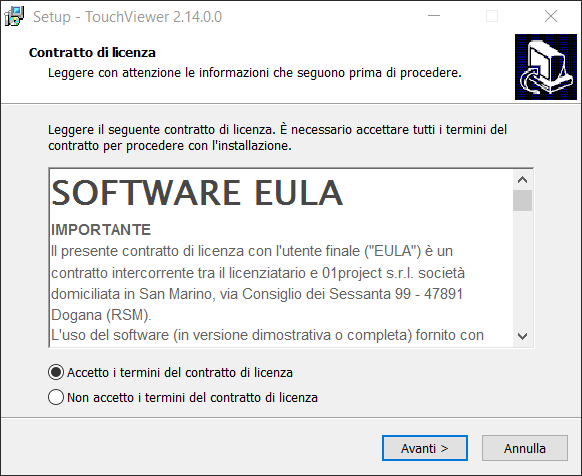 Setup - TouchViewer 2.14.0.0
Contratto di licenza
Leggere con attenzione le informazioni che seguono prima di procedere.
Leggere il seguente contratto di licenza. È necessario accettare tutti i termini del
contratto per procedere con l'installazione.
SOFTWARE EULA
IMPORTANTE
Il presente contratto di licenza con l'utente finale ("EULA") è un
contratto intercorrente tra il licenziatario e 01project s.r.l. società
domiciliata in San Marino, via Consiglio dei Sessanta 99 - 47891
Dogana (RSM).
L'uso del software (in versione dimostrativa o completa) fornito con
Accetto i termini del contratto di licenza
Non accetto i termini del contratto di licenza
Avanti >
Annulla